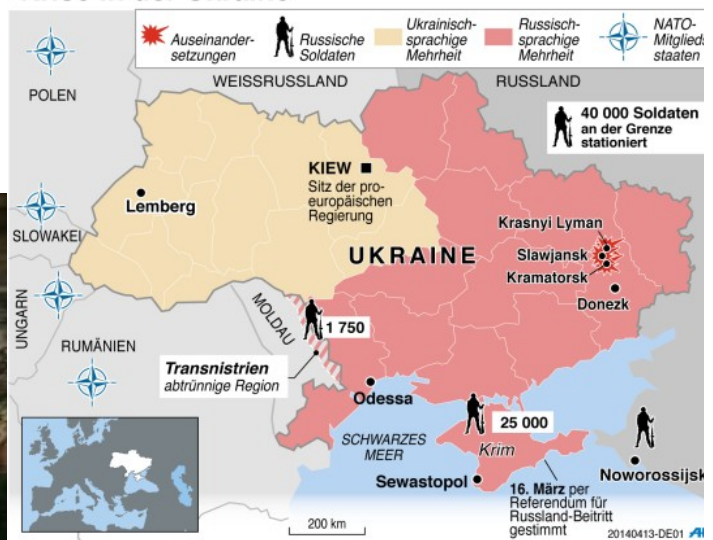 Auseinander-
setzungen
Russische
Soldaten
Ukrainisch-
sprachige
Mehrheit
Russisch-
sprachige
Mehrheit
NATO-
Mitglieds
staaten
POLEN
WEISSRUSSLAND
RUSSLAND
40 000 Soldaten
an der Grenze
stationiert
KIEW
Sitz der pro-
europäischen
Regierung
Lemberg
SLOWAKEI
UKRAINE
Krasnyi Lyman
Slawjansk
Kramatorsk
Donezk
UNGARN
MOLDAU
1 750
RUMÄNIEN
Transnistrien
abtrünnige Region
Odessa
25 000
SCHWARZES
MEER
Krim
Sewastopol
16. März per
Referendum für
Russland-Beitritt
gestimmt
Noworossijsk
200 km
20140413-DE01